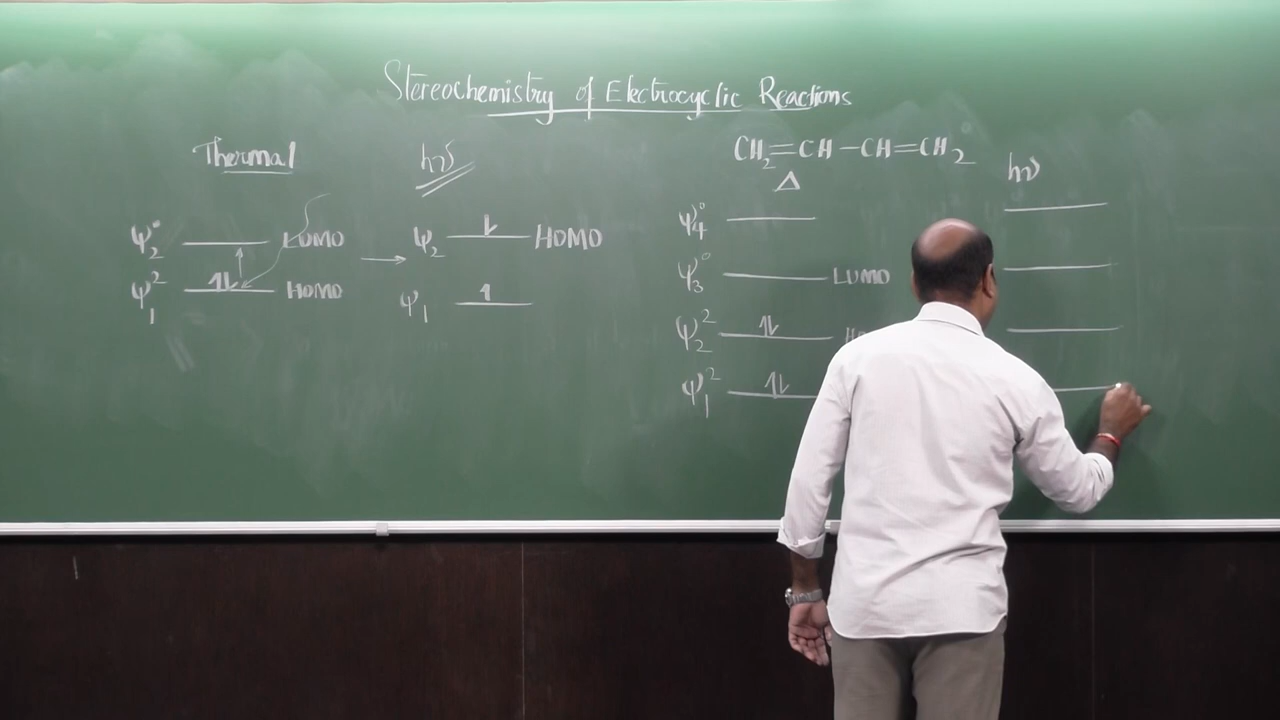 Stereochemistry of Electrocyclic Reactions
Thermal
hν
CH₂=CH–CH=CH₂
Δ
hν
ψ₂° LUMO
ψ₁² HOMO
→
ψ₂ HOMO
ψ₁
ψ₄°
ψ₃° LUMO
ψ₂²
ψ₁²